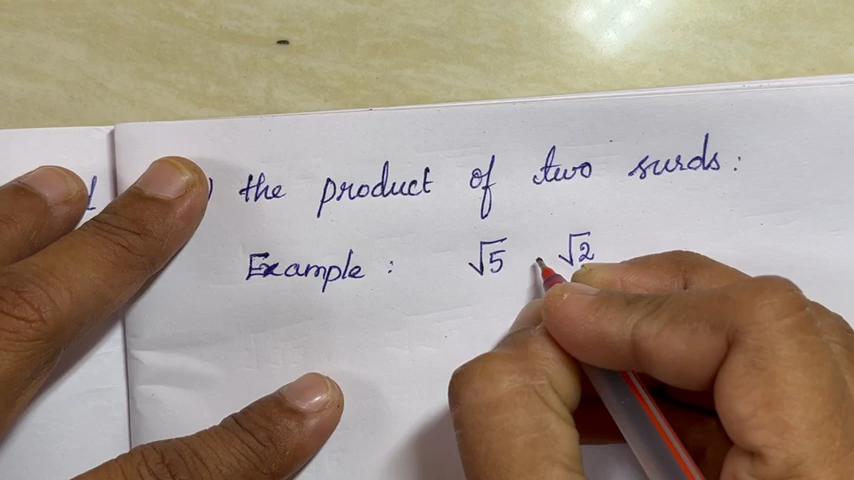 ) the product of two surds:
Example : √5 · √2